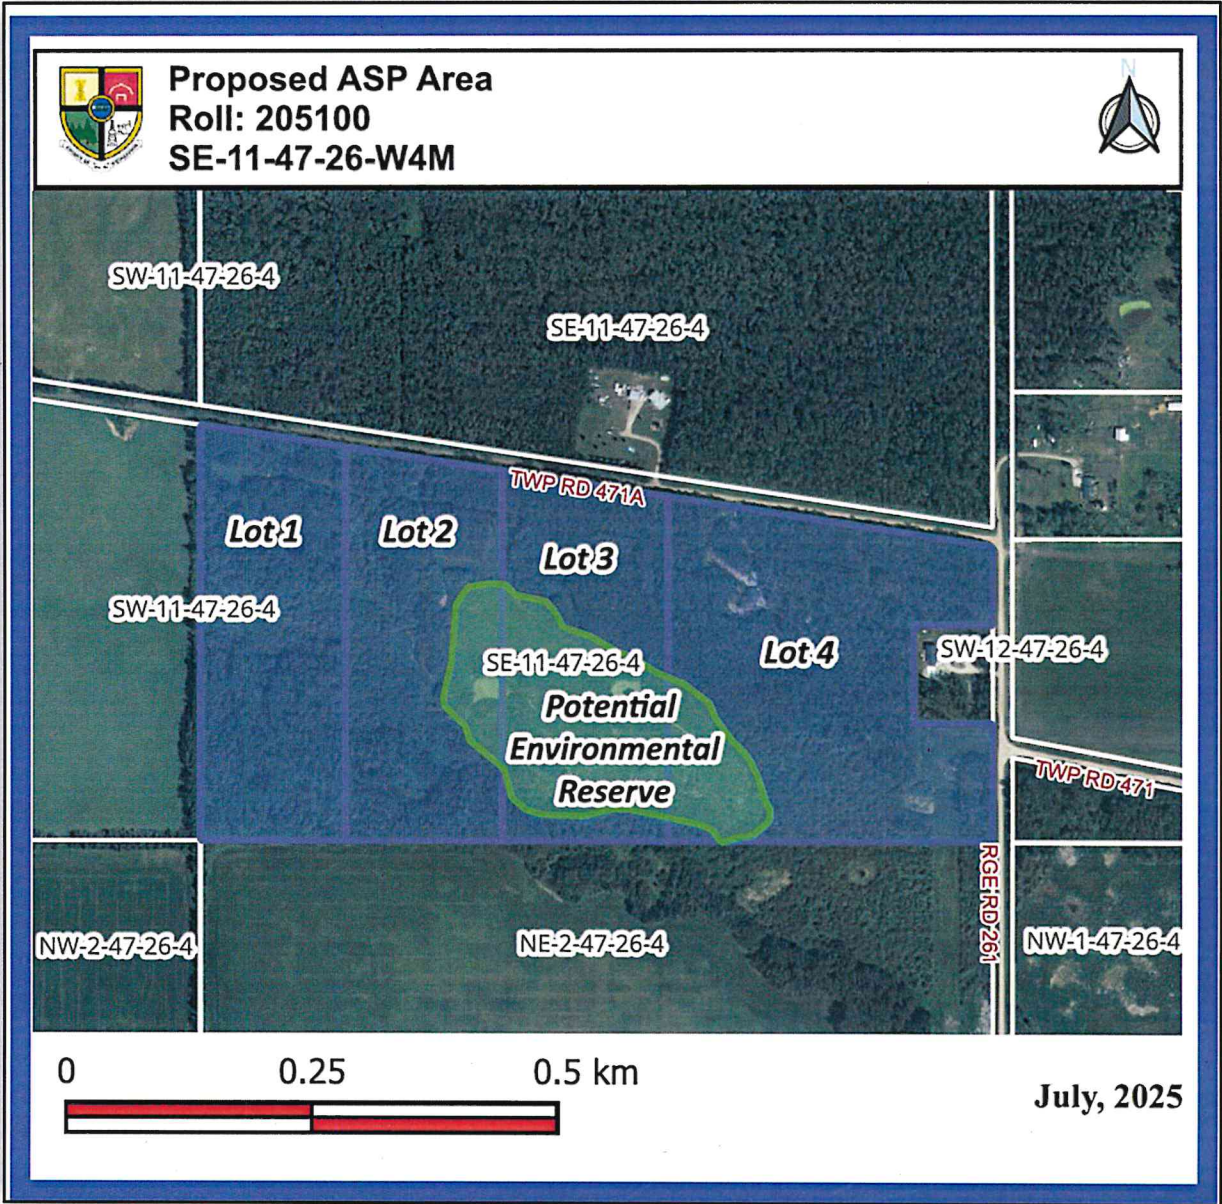 Proposed ASP Area
Roll: 205100
SE-11-47-26-W4M
N
SW-11-47-26-4
SE-11-47-26-4
TWP RD 471A
Lot 1
Lot 2
Lot 3
SW-11-47-26-4
Lot 4
SW-12-47-26-4
SE-11-47-26-4
Potential
Environmental
Reserve
TWP RD 471
RGE RD 261
NW-2-47-26-4
NE-2-47-26-4
NW-1-47-26-4
0 0.25 0.5 km
July, 2025